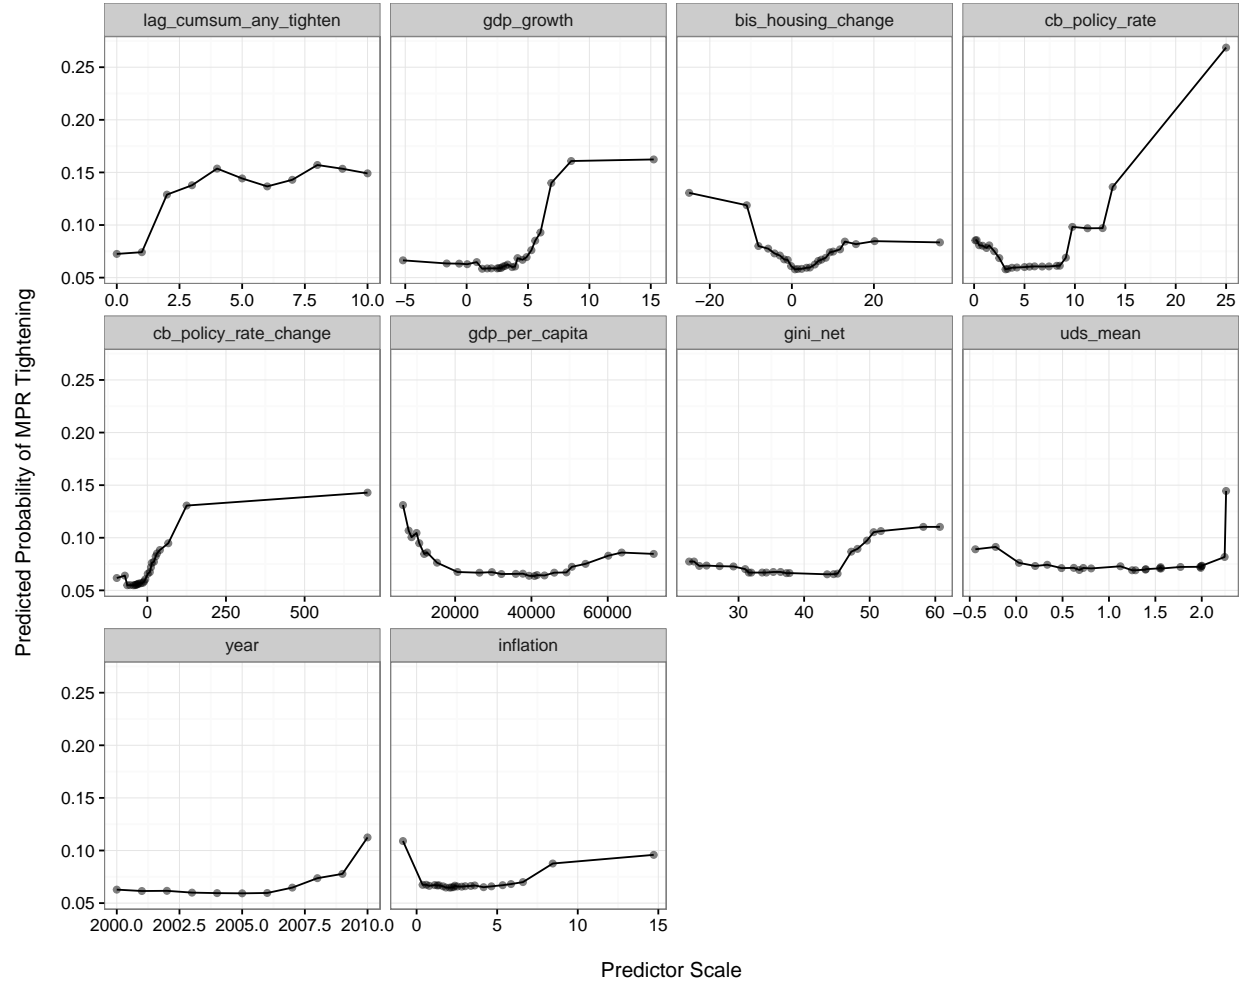 lag_cumsum_any_tighten gdp_growth bis_housing_change cb_policy_rate
0.25
0.20
0.15
0.10
0.05
0.0 2.5 5.0 7.5 10.0 −5 0 5 10 15 −20 0 20 0 5 10 15 20 25
cb_policy_rate_change gdp_per_capita gini_net uds_mean
0.25
0.20
0.15
0.10
0.05
0 250 500 20000 40000 60000 30 40 50 60 −0.5 0.0 0.5 1.0 1.5 2.0
year inflation
0.25
0.20
0.15
0.10
0.05
2000.0 2002.5 2005.0 2007.5 2010.0 0 5 10 15
Predictor Scale
Predicted Probability of MPR Tightening